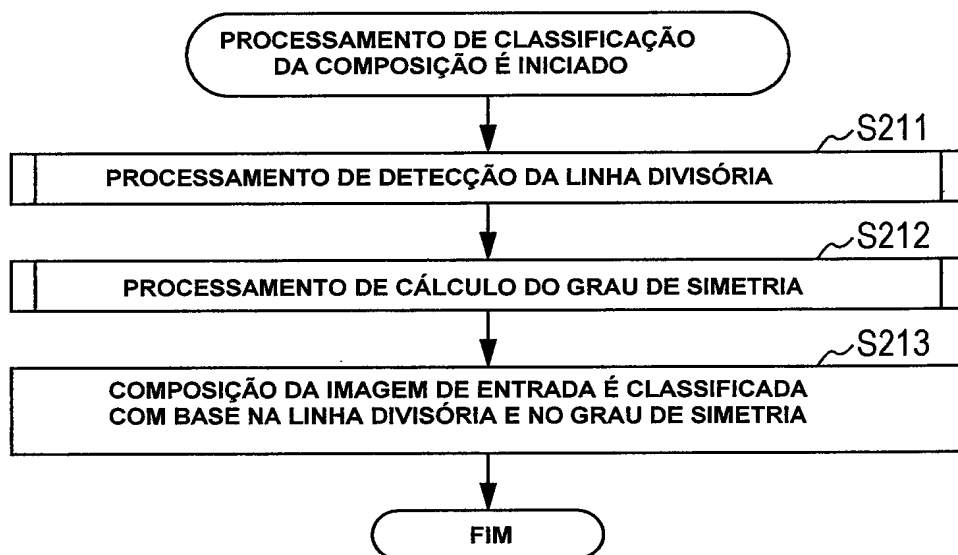 PROCESSAMENTO DE CLASSIFICAÇÃO
DA COMPOSIÇÃO É INICIADO
S211
PROCESSAMENTO DE DETECÇÃO DA LINHA DIVISÓRIA
S212
PROCESSAMENTO DE CÁLCULO DO GRAU DE SIMETRIA
S213
COMPOSIÇÃO DA IMAGEM DE ENTRADA É CLASSIFICADA
COM BASE NA LINHA DIVISÓRIA E NO GRAU DE SIMETRIA
FIM